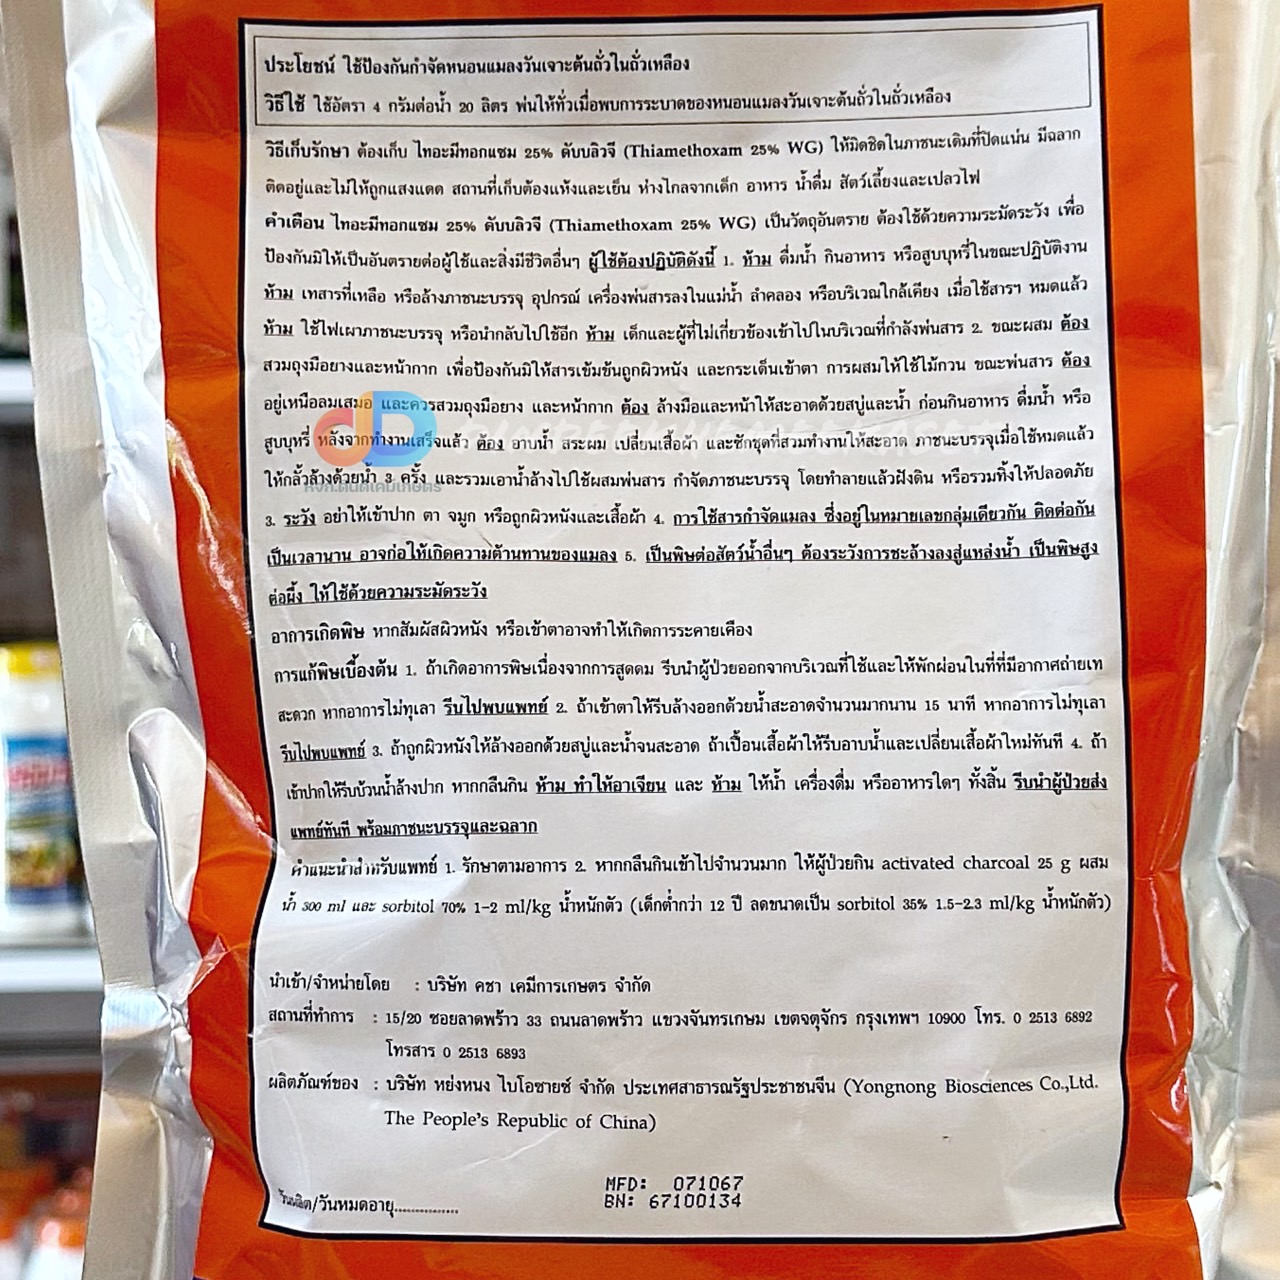 ประโยชน์ ใช้ป้องกันกำจัดหนอนแมลงวันเจาะต้นถั่วในถั่วเหลือง
วิธีใช้ ใช้อัตรา 4 กรัมต่อน้ำ 20 ลิตร พ่นให้ทั่วเมื่อพบการระบาดของหนอนแมลงวันเจาะต้นถั่วในถั่วเหลือง
วิธีเก็บรักษา ต้องเก็บ ไทอะมีทอกแซม 25% ดับบลิวจี (Thiamethoxam 25% WG) ให้มิดชิดในภาชนะเดิมที่ปิดแน่น มีฉลาก
ติดอยู่และไม่ให้ถูกแสงแดด สถานที่เก็บต้องแห้งและเย็น ห่างไกลจากเด็ก อาหาร น้ำดื่ม สัตว์เลี้ยงและเปลวไฟ
คำเตือน ไทอะมีทอกแซม 25% ดับบลิวจี (Thiamethoxam 25% WG) เป็นวัตถุอันตราย ต้องใช้ด้วยความระมัดระวัง เพื่อ
ป้องกันมิให้เป็นอันตรายต่อผู้ใช้และสิ่งมีชีวิตอื่นๆ ผู้ใช้ต้องปฏิบัติดังนี้ 1. ห้าม ดื่มน้ำ กินอาหาร หรือสูบบุหรี่ในขณะปฏิบัติงาน
ห้าม เทสารที่เหลือ หรือล้างภาชนะบรรจุ อุปกรณ์ เครื่องพ่นสารลงในแม่น้ำ ลำคลอง หรือบริเวณใกล้เคียง เมื่อใช้สารฯ หมดแล้ว
ห้าม ใช้ไฟเผาภาชนะบรรจุ หรือนำกลับไปใช้อีก ห้าม เด็กและผู้ที่ไม่เกี่ยวข้องเข้าไปในบริเวณที่กำลังพ่นสาร 2. ขณะผสม ต้อง
สวมถุงมือยางและหน้ากาก เพื่อป้องกันมิให้สารเข้มข้นถูกผิวหนัง และกระเด็นเข้าตา การผสมให้ใช้ไม้กวน ขณะพ่นสาร ต้อง
อยู่เหนือลมเสมอ และควรสวมถุงมือยาง และหน้ากาก ต้อง ล้างมือและหน้าให้สะอาดด้วยสบู่และน้ำ ก่อนกินอาหาร ดื่มน้ำ หรือ
สูบบุหรี่ หลังจากทำงานเสร็จแล้ว ต้อง อาบน้ำ สระผม เปลี่ยนเสื้อผ้า และซักชุดที่สวมทำงานให้สะอาด ภาชนะบรรจุเมื่อใช้หมดแล้ว
ให้กลั้วล้างด้วยน้ำ 3 ครั้ง และรวมเอาน้ำล้างไปใช้ผสมพ่นสาร กำจัดภาชนะบรรจุ โดยทำลายแล้วฝังดิน หรือรวมทิ้งให้ปลอดภัย
หจก.ดินดีเคมีเกษตร
3. ระวัง อย่าให้เข้าปาก ตา จมูก หรือถูกผิวหนังและเสื้อผ้า 4. การใช้สารกำจัดแมลง ซึ่งอยู่ในหมายเลขกลุ่มเดียวกัน ติดต่อกัน
เป็นเวลานาน อาจก่อให้เกิดความต้านทานของแมลง 5. เป็นพิษต่อสัตว์น้ำอื่นๆ ต้องระวังการชะล้างลงสู่แหล่งน้ำ เป็นพิษสูง
ต่อผึ้ง ให้ใช้ด้วยความระมัดระวัง
อาการเกิดพิษ หากสัมผัสผิวหนัง หรือเข้าตาอาจทำให้เกิดการระคายเคือง
การแก้พิษเบื้องต้น 1. ถ้าเกิดอาการพิษเนื่องจากการสูดดม รีบนำผู้ป่วยออกจากบริเวณที่ใช้และให้พักผ่อนในที่ที่มีอากาศถ่ายเท
สะดวก หากอาการไม่ทุเลา รีบไปพบแพทย์ 2. ถ้าเข้าตาให้รีบล้างออกด้วยน้ำสะอาดจำนวนมากนาน 15 นาที หากอาการไม่ทุเลา
รีบไปพบแพทย์ 3. ถ้าถูกผิวหนังให้ล้างออกด้วยสบู่และน้ำจนสะอาด ถ้าเปื้อนเสื้อผ้าให้รีบอาบน้ำและเปลี่ยนเสื้อผ้าใหม่ทันที 4. ถ้า
เข้าปากให้รีบบ้วนน้ำล้างปาก หากกลืนกิน ห้าม ทำให้อาเจียน และ ห้าม ให้น้ำ เครื่องดื่ม หรืออาหารใดๆ ทั้งสิ้น รีบนำผู้ป่วยส่ง
แพทย์ทันที พร้อมภาชนะบรรจุและฉลาก
คำแนะนำสำหรับแพทย์ 1. รักษาตามอาการ 2. หากกลืนกินเข้าไปจำนวนมาก ให้ผู้ป่วยกิน activated charcoal 25 g ผสม
น้ำ 300 ml และ sorbitol 70% 1-2 ml/kg น้ำหนักตัว (เด็กต่ำกว่า 12 ปี ลดขนาดเป็น sorbitol 35% 1.5-2.3 ml/kg น้ำหนักตัว)
นำเข้า/จำหน่ายโดย : บริษัท คชา เคมีการเกษตร จำกัด
สถานที่ทำการ : 15/20 ซอยลาดพร้าว 33 ถนนลาดพร้าว แขวงจันทรเกษม เขตจตุจักร กรุงเทพฯ 10900 โทร. 0 2513 6892
โทรสาร 0 2513 6893
ผลิตภัณฑ์ของ : บริษัท หย่งหนง ไบโอซายซ์ จำกัด ประเทศสาธารณรัฐประชาชนจีน (Yongnong Biosciences Co.,Ltd.
The People's Republic of China)
MFD: 071067
BN: 67100134
วันผลิต/วันหมดอายุ...............